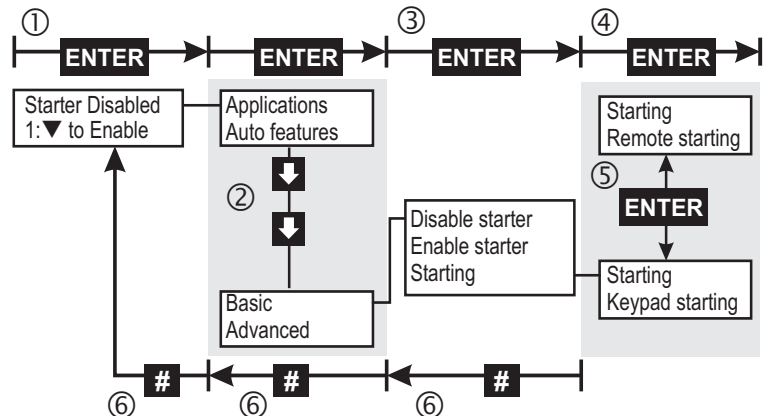 ① ③ ④
ENTER ENTER ENTER ENTER
Starter Disabled
1:▼ to Enable
Applications
Auto features
②
Basic
Advanced
Disable starter
Enable starter
Starting
Starting
Remote starting
⑤
ENTER
Starting
Keypad starting
# # #
⑥ ⑥ ⑥